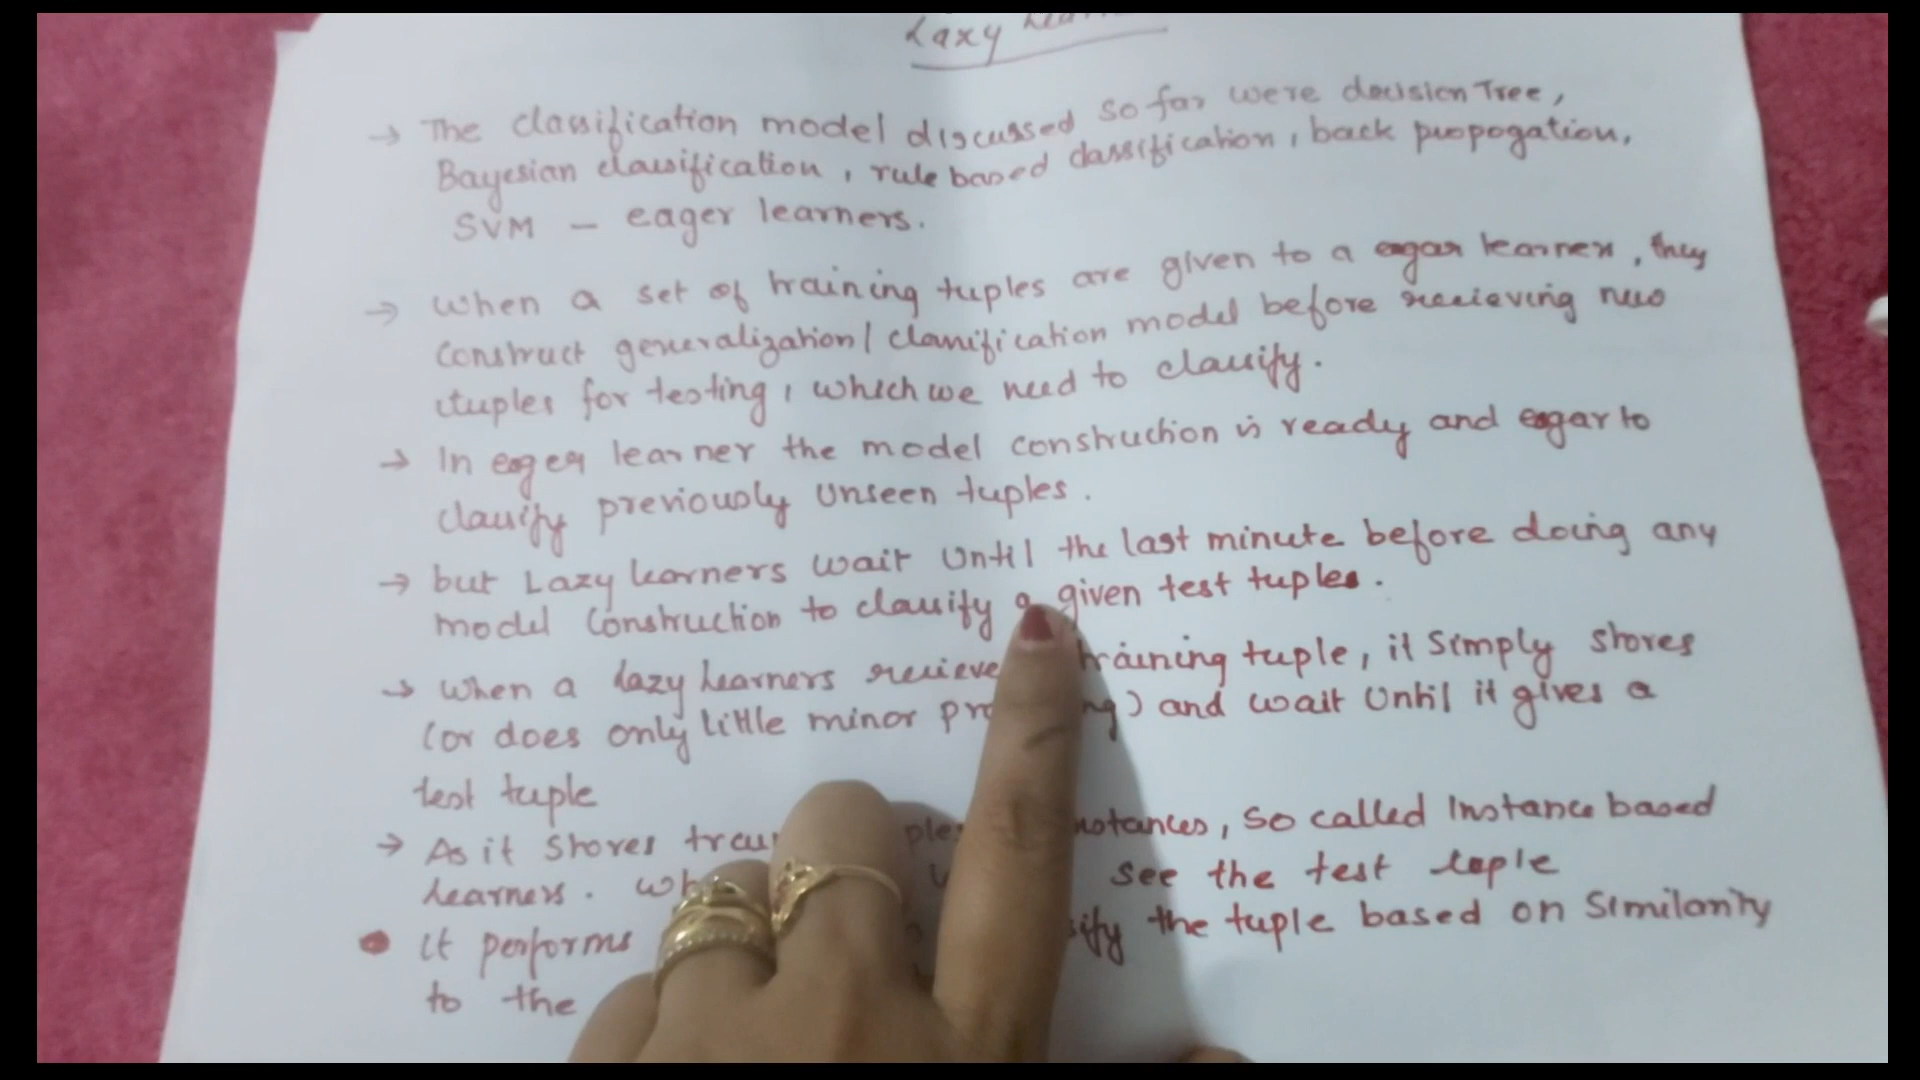 Lazy
→ The classification model discussed so far were decision Tree,
Bayesian classification, rule based classification, back propogation,
SVM - eager learners.
→ When a set of training tuples are given to a eagar learner, they
construct generalization/classification model before recieving new
tuples for testing, which we need to classify.
→ In eager learner the model construction is ready and eagar to
classify previously unseen tuples.
→ but Lazy learners wait until the last minute before doing any
model construction to classify a given test tuples.
→ When a lazy learners recieve training tuple, it simply stores
(or does only little minor and wait until it gives a
test tuple
→ As it stores so called Instance based
learners. see the test tuple
It performs the tuple based on Similarity
to the